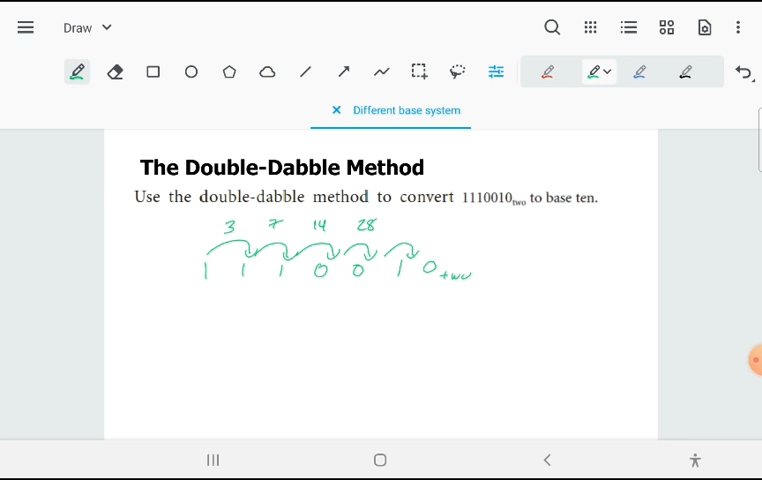 Draw
Different base system
The Double-Dabble Method
Use the double-dabble method to convert 1110010two to base ten.
3 7 14 28
1 1 1 0 0 1 0two